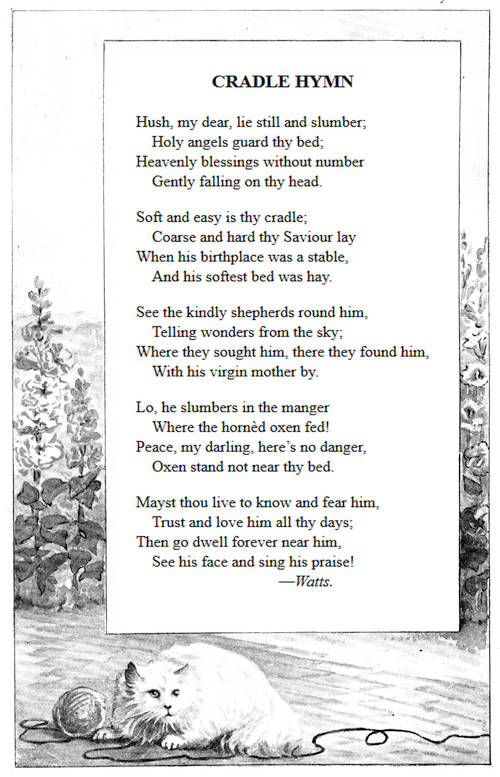 CRADLE HYMN
Hush, my dear, lie still and slumber;
Holy angels guard thy bed;
Heavenly blessings without number
Gently falling on thy head.
Soft and easy is thy cradle;
Coarse and hard thy Saviour lay
When his birthplace was a stable,
And his softest bed was hay.
See the kindly shepherds round him,
Telling wonders from the sky;
Where they sought him, there they found him,
With his virgin mother by.
Lo, he slumbers in the manger
Where the hornèd oxen fed!
Peace, my darling, here’s no danger,
Oxen stand not near thy bed.
Mayst thou live to know and fear him,
Trust and love him all thy days;
Then go dwell forever near him,
See his face and sing his praise!
—Watts.